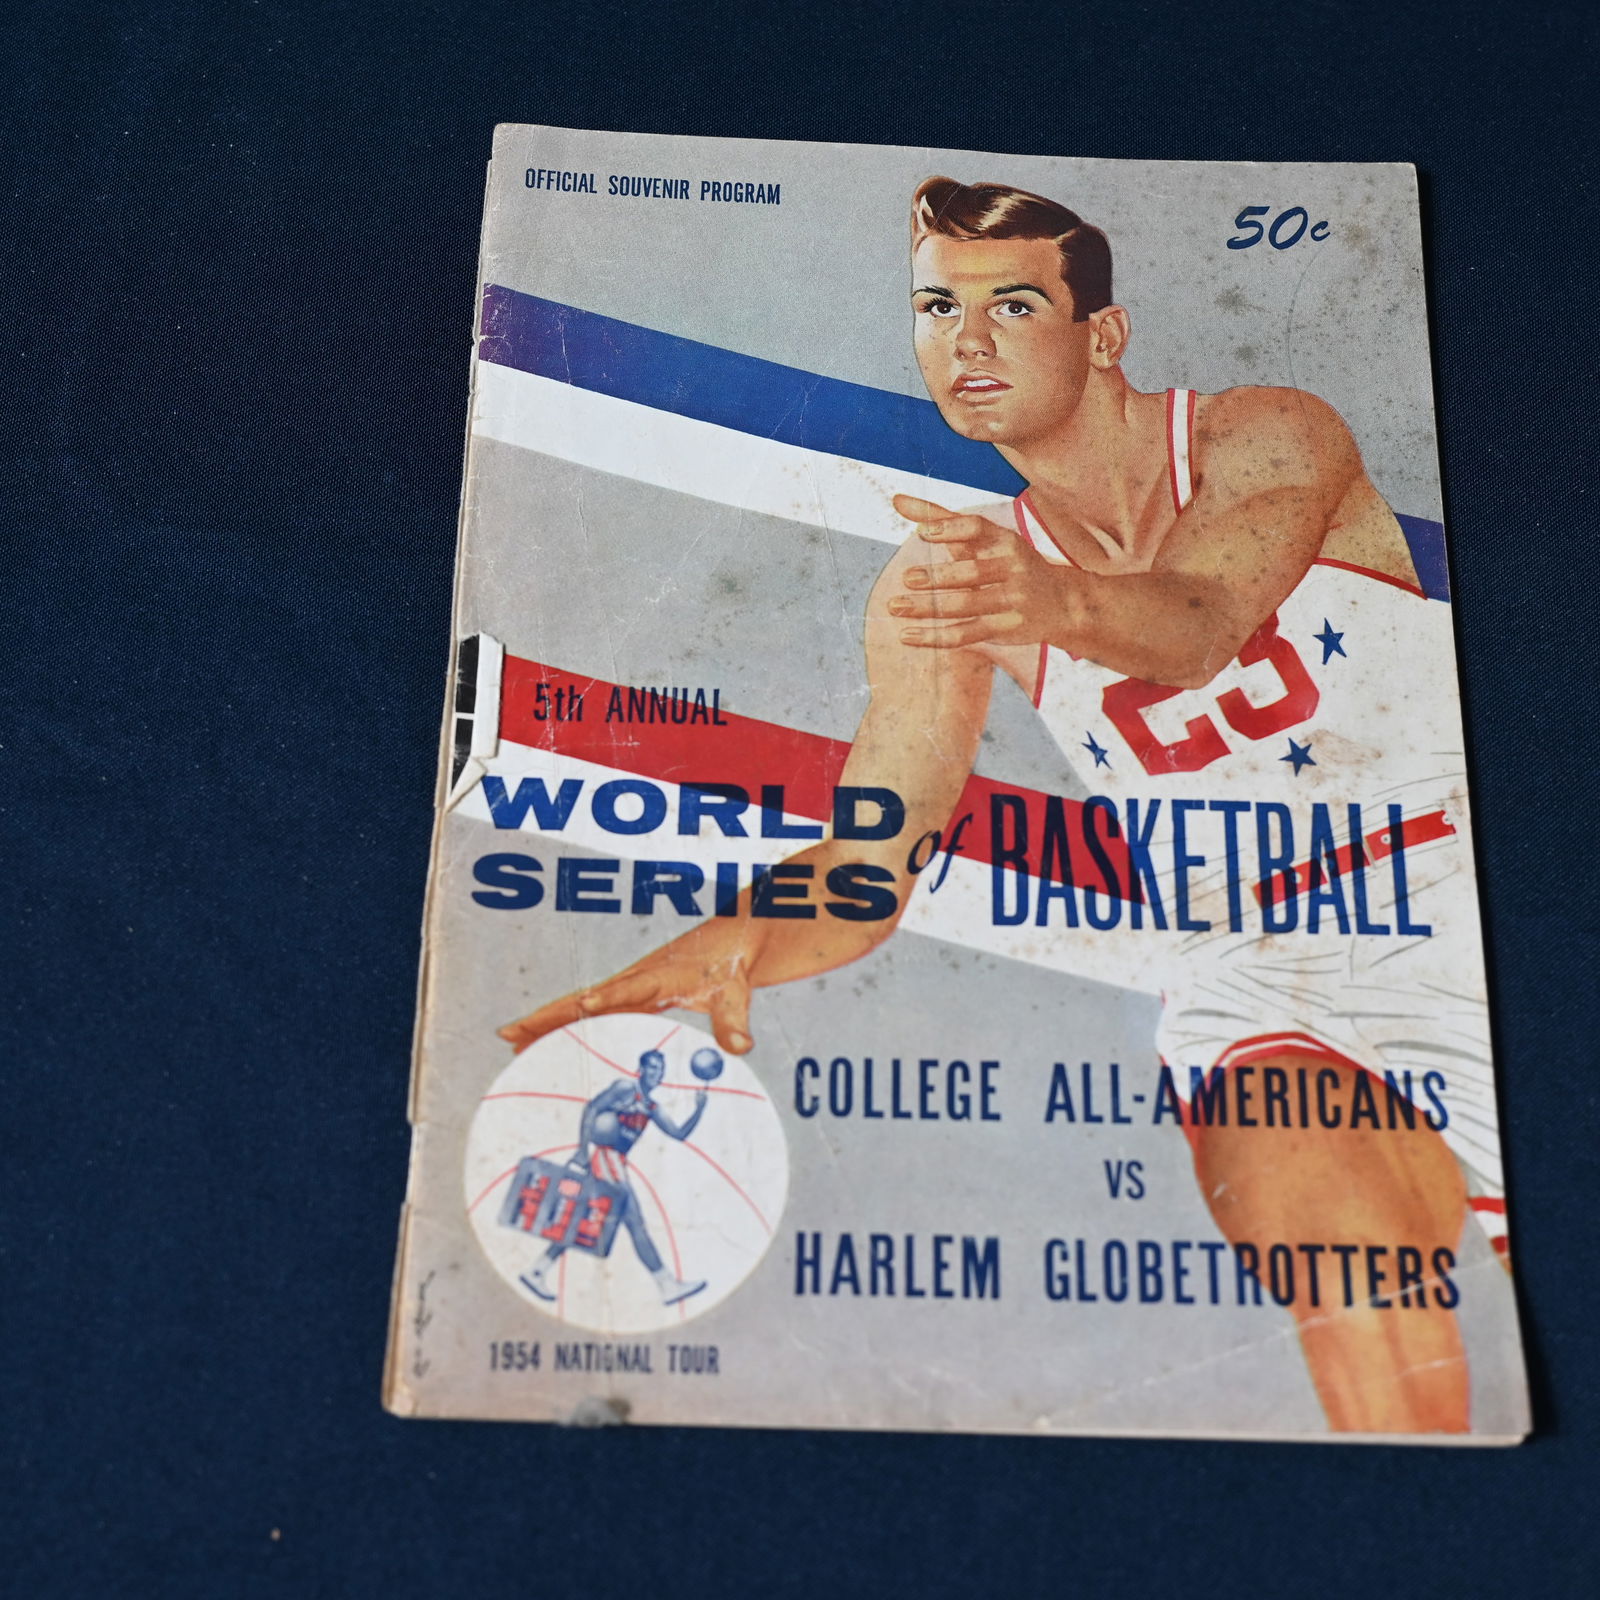 OFFICIAL SOUVENIR PROGRAM
50c
23
5th ANNUAL
WORLD
SERIES of BASKETBALL
COLLEGE ALL-AMERICANS
VS
HARLEM GLOBETROTTERS
1954 NATIONAL TOUR